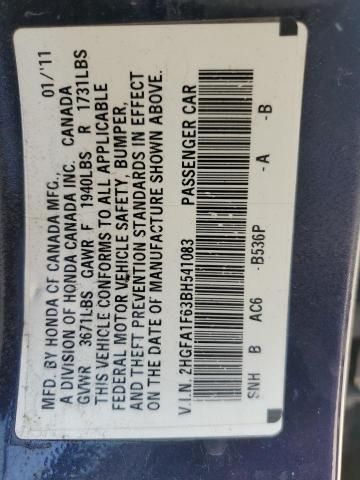 MFD. BY HONDA OF CANADA MFG., 01/'11
A DIVISION OF HONDA CANADA INC. CANADA
GVWR 3671LBS GAWR F 1940LBS R 1731LBS
THIS VEHICLE CONFORMS TO ALL APPLICABLE
FEDERAL MOTOR VEHICLE SAFETY, BUMPER,
AND THEFT PREVENTION STANDARDS IN EFFECT
ON THE DATE OF MANUFACTURE SHOWN ABOVE.
V.I.N. 2HGFA1F63BH541083 PASSENGER CAR
SNH B AC6 -B536P -A -B